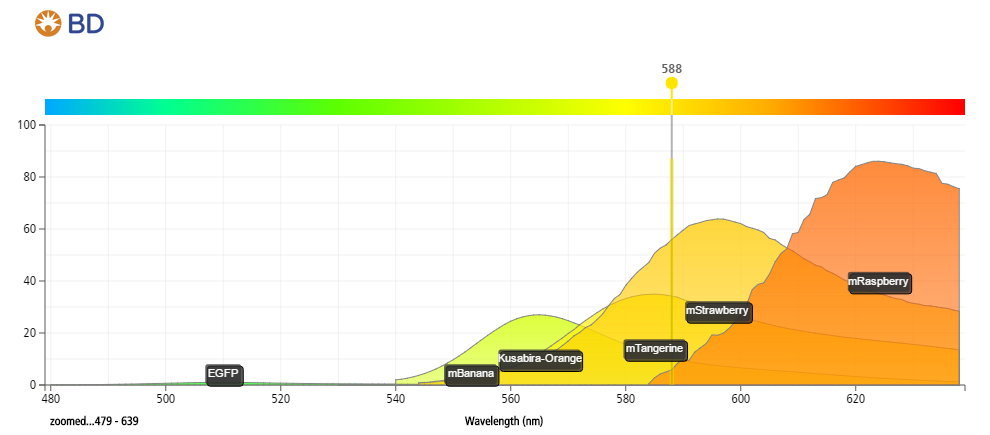 BD
588
100
80
60
40
20
0
mRaspberry
mStrawberry
mTangerine
Kusabira-Orange
EGFP
mBanana
480 500 520 540 560 580 600 620
zoomed...479 - 639
Wavelength (nm)